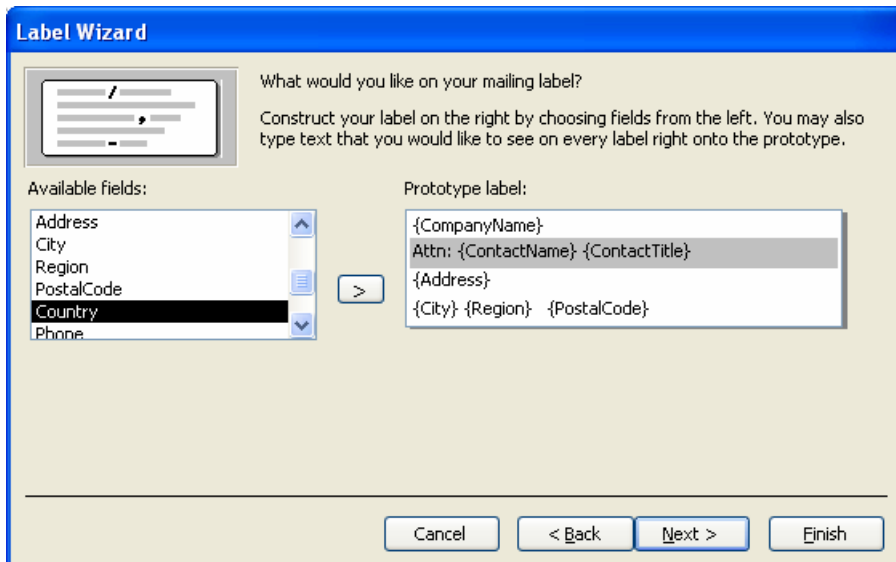 Label Wizard
What would you like on your mailing label?
Construct your label on the right by choosing fields from the left. You may also
type text that you would like to see on every label right onto the prototype.
Available fields:
Address
City
Region
PostalCode
Country
Phone
>
Prototype label:
{CompanyName}
Attn: {ContactName} {ContactTitle}
{Address}
{City} {Region} {PostalCode}
Cancel
< Back
Next >
Finish